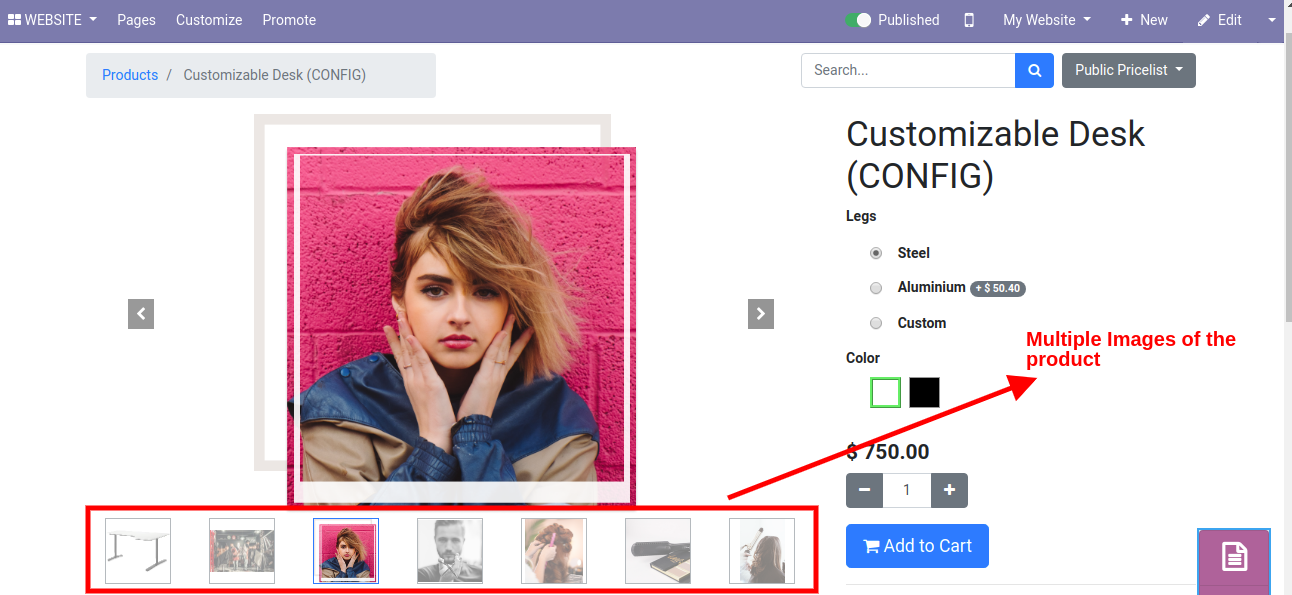 WEBSITE Pages Customize Promote Published My Website New Edit
Products / Customizable Desk (CONFIG)
Search...
Public Pricelist
Customizable Desk
(CONFIG)
Legs
Steel
Aluminium + $ 50.40
Custom
Multiple Images of the
product
Color
$ 750.00
1
Add to Cart